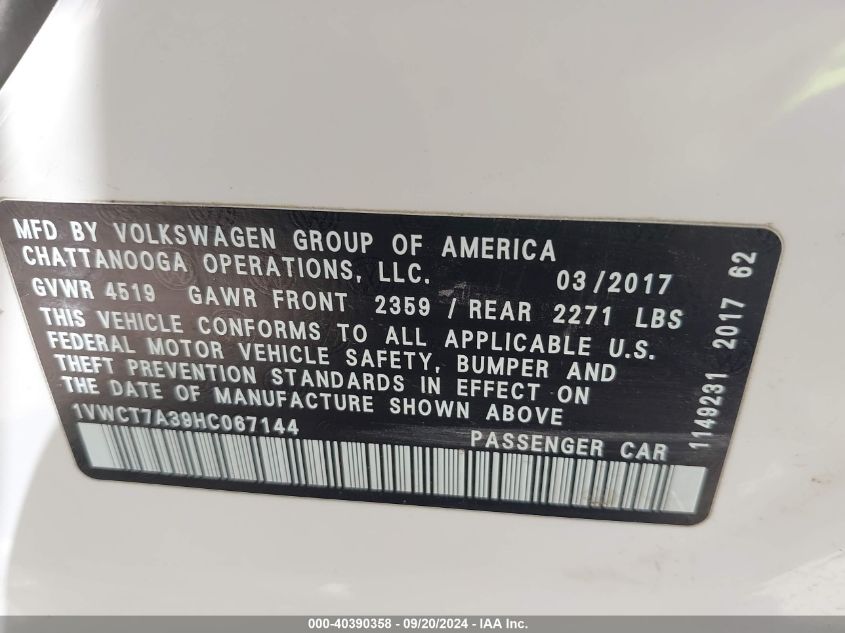 MFD BY VOLKSWAGEN GROUP OF AMERICA
CHATTANOOGA OPERATIONS, LLC. 03/2017
GVWR 4519 GAWR FRONT 2359 / REAR 2271 LBS
THIS VEHICLE CONFORMS TO ALL APPLICABLE U.S.
FEDERAL MOTOR VEHICLE SAFETY, BUMPER AND
THEFT PREVENTION STANDARDS IN EFFECT ON
THE DATE OF MANUFACTURE SHOWN ABOVE.
1VWCT7A39HC067144 PASSENGER CAR
1149231 2017 62
000-40390358 - 09/20/2024 - IAA Inc.